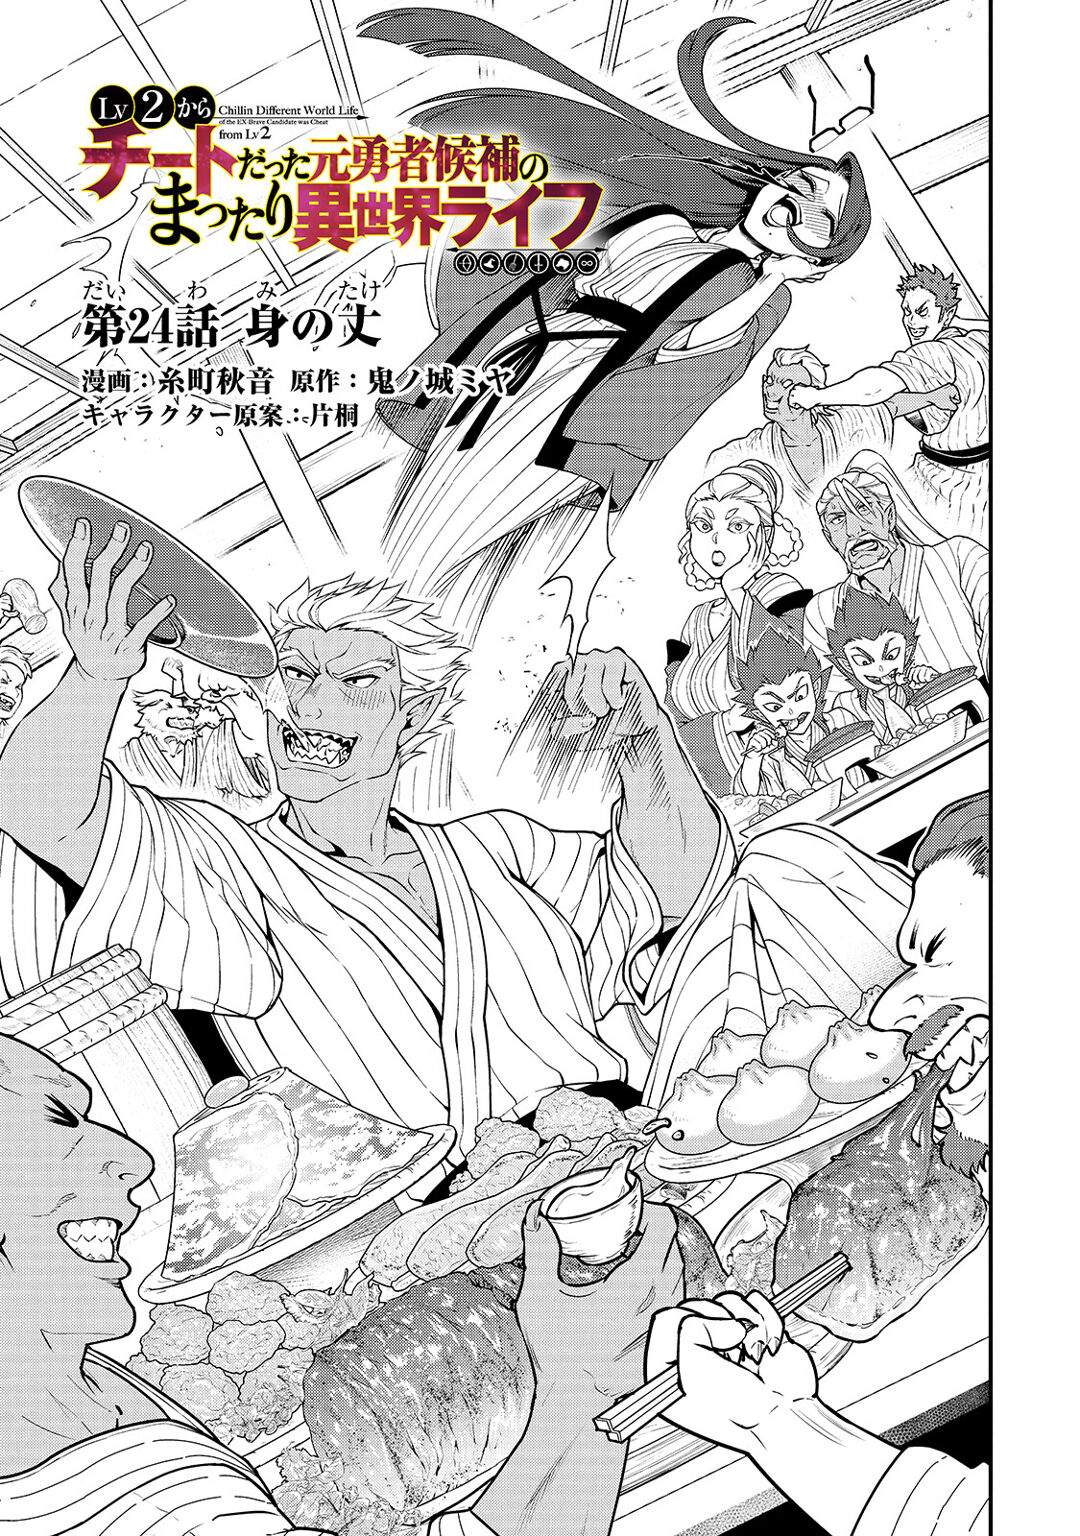 Lv2から
Chillin Different World Life
of the EX-Brave Candidate was Cheat
from Lv2
チートだった元勇者候補の
まったり異世界ライフ
だい わ み たけ
第24話 身の丈
漫画：糸町秋音 原作：鬼ノ城ミヤ
キャラクター原案：片桐